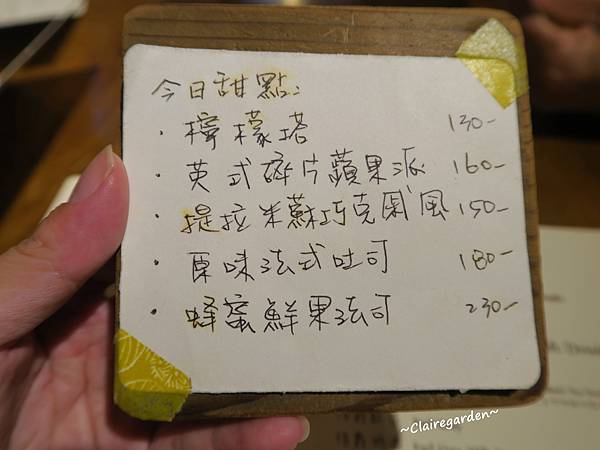 今日甜點:
· 檸檬塔 130-
· 英式碎片蘋果派 160-
· 提拉米蘇巧克力戚風 150-
· 原味法式吐司 180-
· 蜂蜜鮮果法司 230-
~Clairegarden~